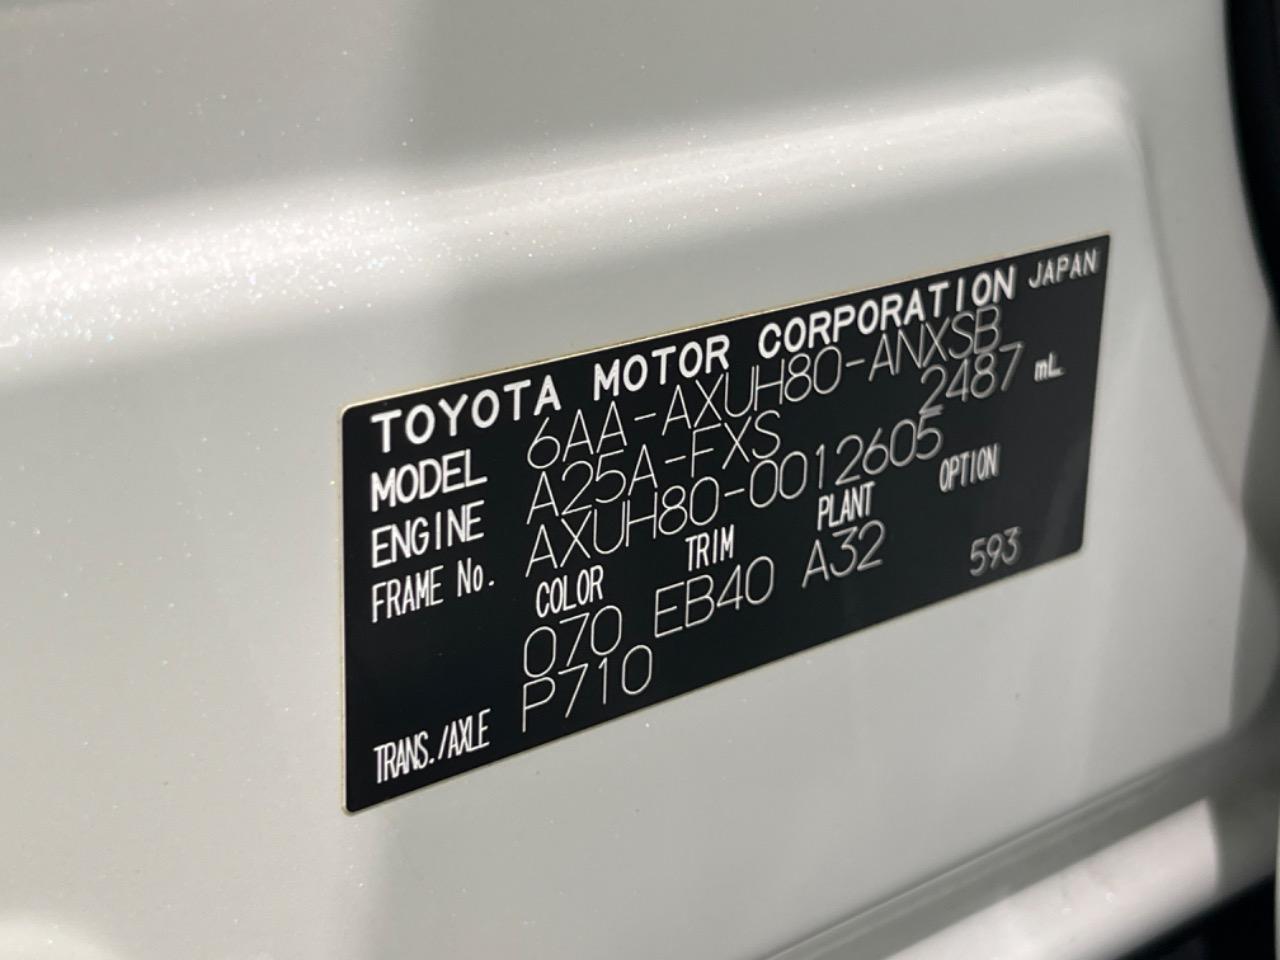 TOYOTA MOTOR CORPORATION JAPAN
MODEL 6AA-AXUH80-ANXSB
ENGINE A25A-FXS 2487 mL
FRAME No. AXUH80-0012605
COLOR TRIM PLANT OPTION
070 EB40 A32 593
TRANS./AXLE P710